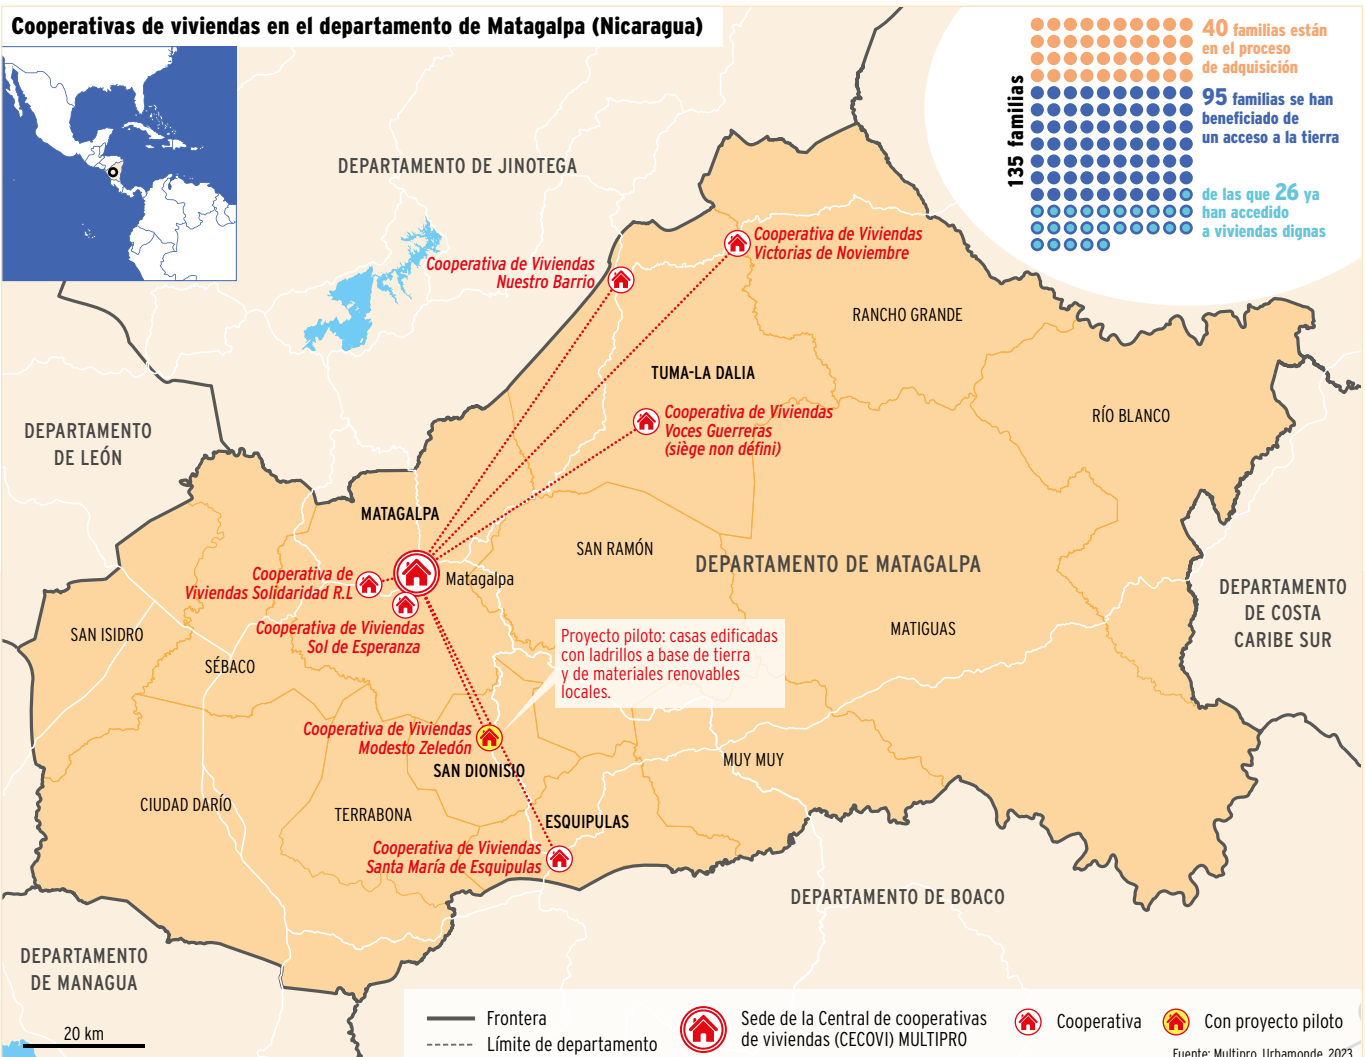 Cooperativas de viviendas en el departamento de Matagalpa (Nicaragua)
135 familias
40 familias están
en el proceso
de adquisición
95 familias se han
beneficiado de
un acceso a la tierra
de las que 26 ya
han accedido
a viviendas dignas
DEPARTAMENTO DE JINOTEGA
Cooperativa de Viviendas
Victorias de Noviembre
Cooperativa de Viviendas
Nuestro Barrio
RANCHO GRANDE
TUMA-LA DALIA
Cooperativa de Viviendas
Voces Guerreras
(siège non défini)
RÍO BLANCO
DEPARTAMENTO
DE LEÓN
MATAGALPA
SAN RAMÓN
DEPARTAMENTO DE MATAGALPA
Matagalpa
Cooperativa de
Viviendas Solidaridad R.L
DEPARTAMENTO
DE COSTA
CARIBE SUR
Cooperativa de Viviendas
Sol de Esperanza
SAN ISIDRO
SÉBACO
MATIGUAS
Proyecto piloto: casas edificadas
con ladrillos a base de tierra
y de materiales renovables
locales.
Cooperativa de Viviendas
Modesto Zeledón
SAN DIONISIO
MUY MUY
CIUDAD DARÍO
TERRABONA
ESQUIPULAS
Cooperativa de Viviendas
Santa María de Esquipulas
DEPARTAMENTO DE BOACO
DEPARTAMENTO
DE MANAGUA
20 km
Frontera
Límite de departamento
Sede de la Central de cooperativas
de viviendas (CECOVI) MULTIPRO
Cooperativa
Con proyecto piloto
Fuente: Multipro, Urbamonde, 2023